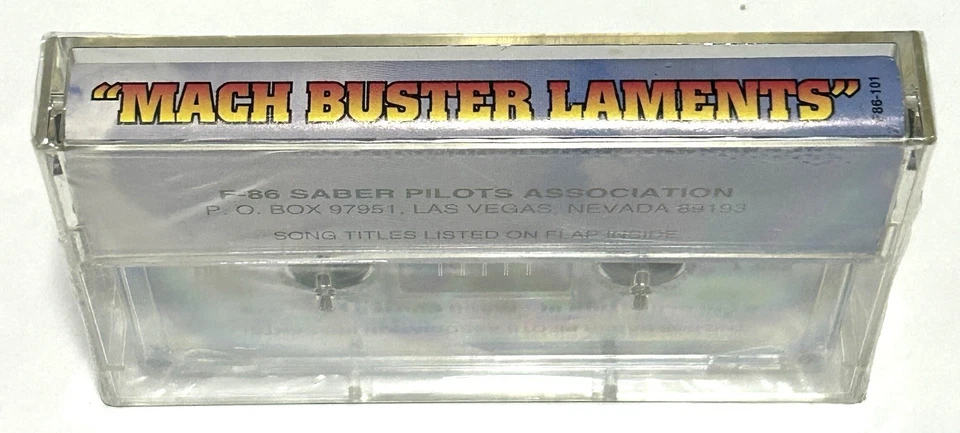 "MACH BUSTER LAMENTS"
86-101
F-86 SABER PILOTS ASSOCIATION
P. O. BOX 97951, LAS VEGAS, NEVADA 89193
SONG TITLES LISTED ON FLAP INSIDE